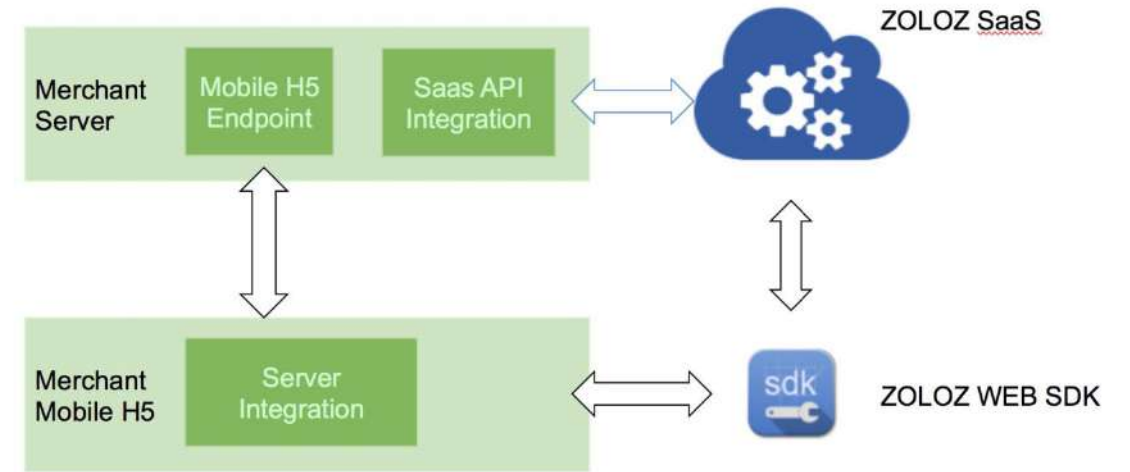 ZOLOZ SaaS
Merchant
Server
Mobile H5
Endpoint
Saas API
Integration
Merchant
Mobile H5
Server
Integration
sdk
ZOLOZ WEB SDK